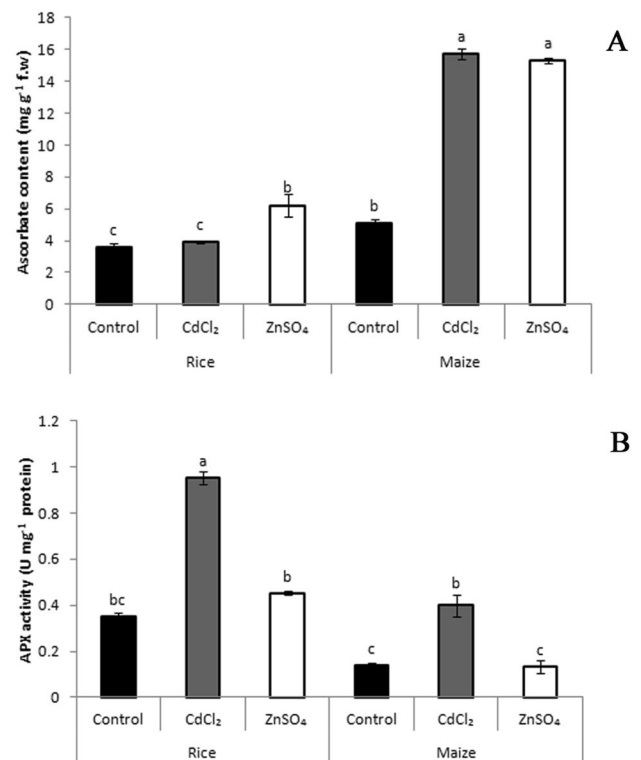 A
Ascorbate content (mg g⁻¹ f.w)
18
16
14
12
10
8
6
4
2
0
c c b b a a
Control CdCl₂ ZnSO₄ Control CdCl₂ ZnSO₄
Rice Maize
B
APX activity (U mg⁻¹ protein)
1.2
1
0.8
0.6
0.4
0.2
0
bc a b c b c
Control CdCl₂ ZnSO₄ Control CdCl₂ ZnSO₄
Rice Maize